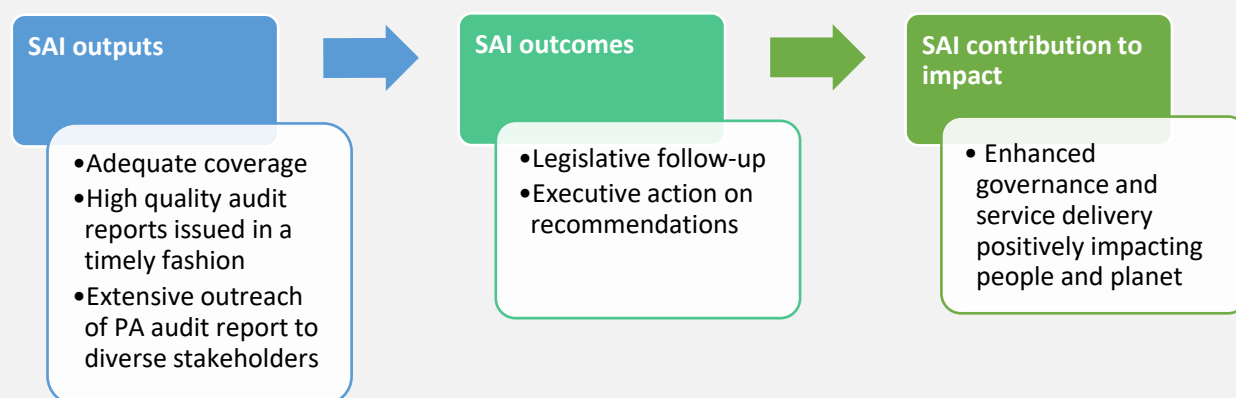 SAI outputs
•Adequate coverage
•High quality audit
reports issued in a
timely fashion
•Extensive outreach
of PA audit report to
diverse stakeholders
SAI outcomes
•Legislative follow-up
•Executive action on
recommendations
SAI contribution to
impact
• Enhanced
governance and
service delivery
positively impacting
people and planet